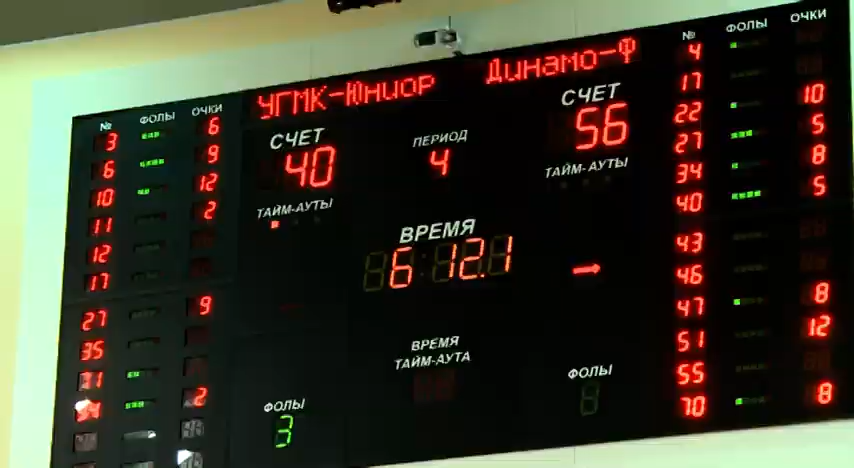 УГМК-Юниор Динамо-Ф
№ ФОЛЫ ОЧКИ
3 6
6 9
10 12
11 2
12
17
27 9
35
2
СЧЕТ
40
ТАЙМ-АУТЫ
ПЕРИОД
4
СЧЕТ
56
ТАЙМ-АУТЫ
ВРЕМЯ
6 12.1
ВРЕМЯ
ТАЙМ-АУТА
ФОЛЫ
3
ФОЛЫ
№ ФОЛЫ ОЧКИ
4
17
22 10
27 5
34 8
40 5
43
46
47 8
51 12
55
70 8